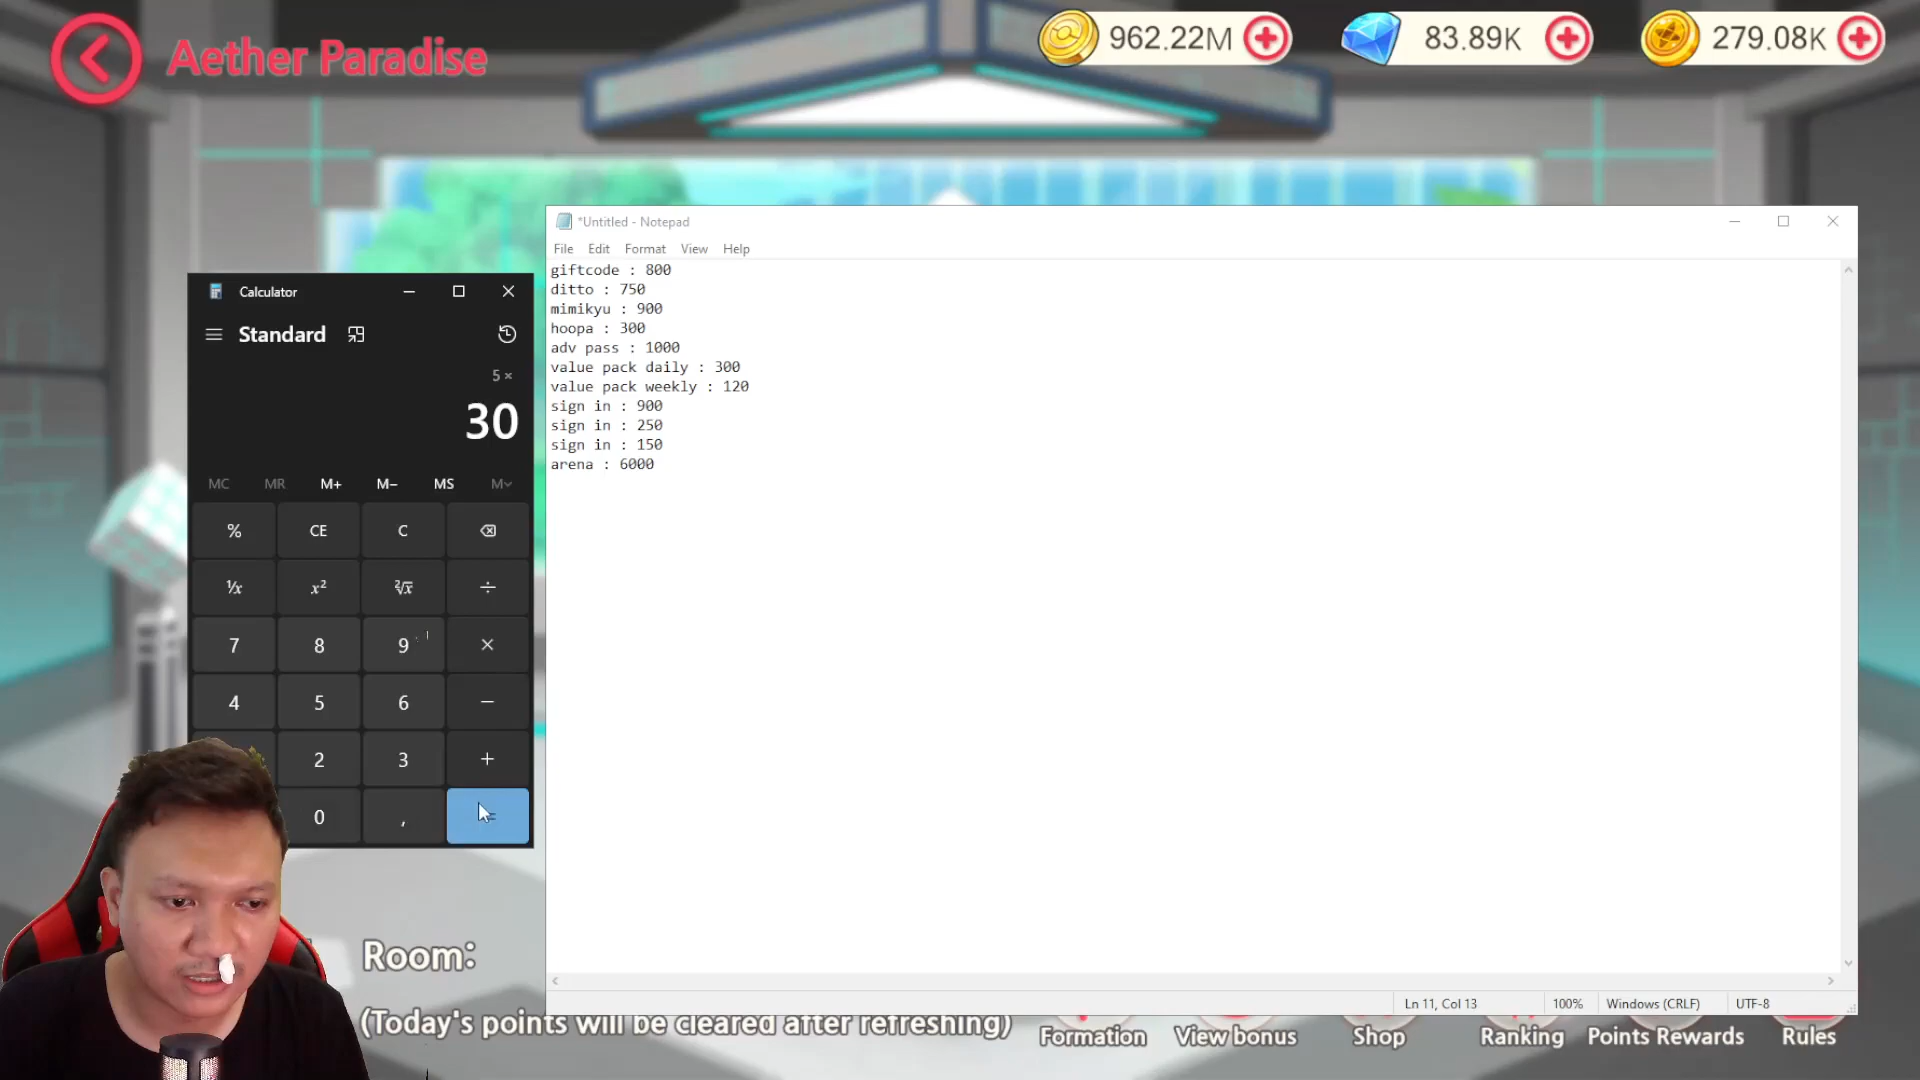 Aether Paradise
962.22M
83.89K
279.08K
*Untitled - Notepad
File Edit Format View Help
giftcode : 800
ditto : 750
mimikyu : 900
hoopa : 300
adv pass : 1000
value pack daily : 300
value pack weekly : 120
sign in : 900
sign in : 250
sign in : 150
arena : 6000
Ln 11, Col 13
100%
Windows (CRLF)
UTF-8
Calculator
Standard
5 ×
30
MC MR M+ M− MS M˅
% CE C
⅟x x² ²√x ÷
7 8 9 ×
4 5 6 −
2 3 +
0 , =
Room:
(Today's points will be cleared after refreshing)
Formation
View bonus
Shop
Ranking
Points Rewards
Rules